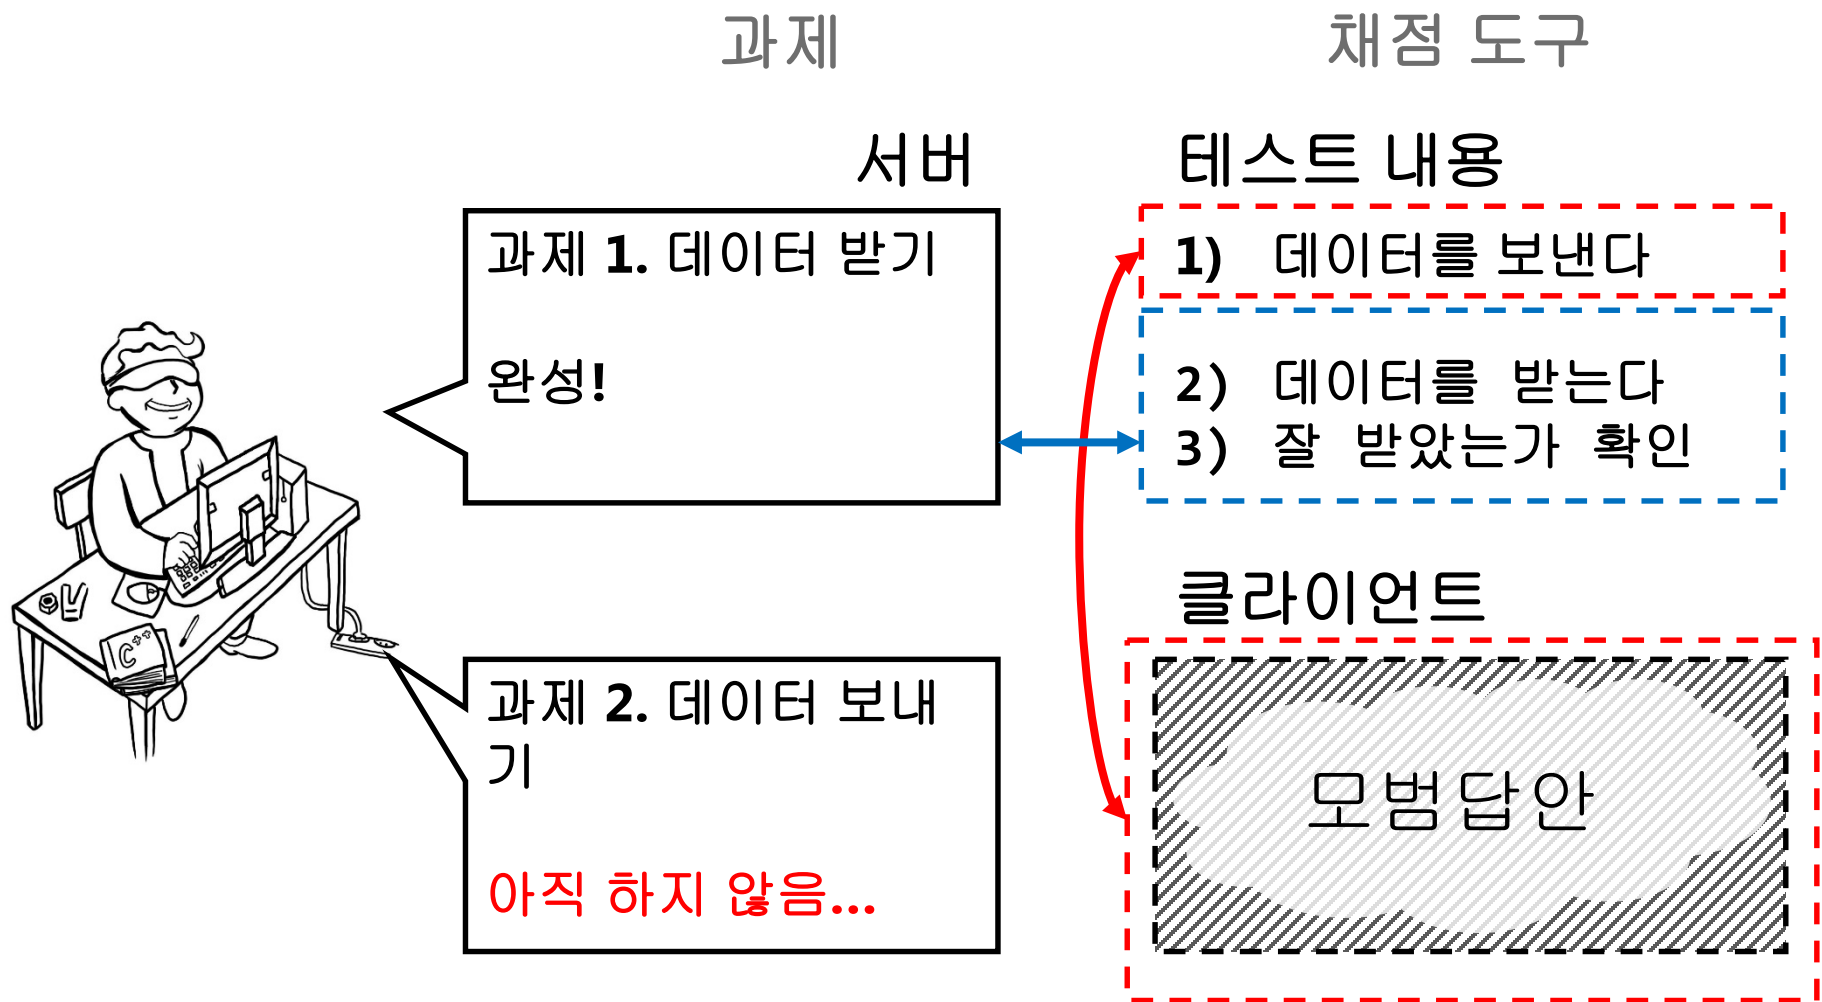 과제
채점 도구
서버
과제 1. 데이터 받기
완성!
테스트 내용
1) 데이터를 보낸다
2) 데이터를 받는다
3) 잘 받았는가 확인
클라이언트
모범답안
C++
과제 2. 데이터 보내
기
아직 하지 않음...